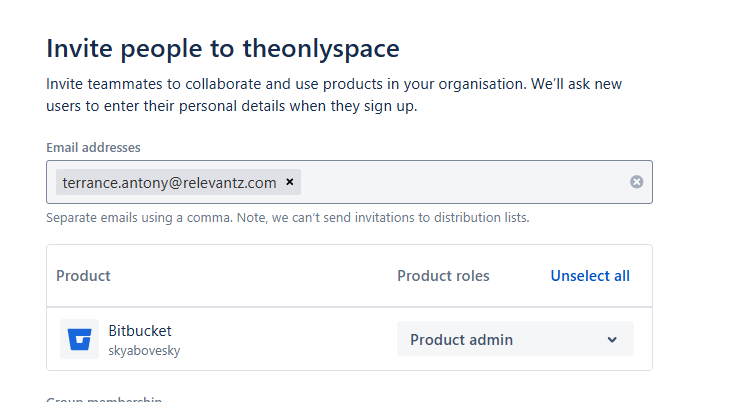 Invite people to theonlyspace
Invite teammates to collaborate and use products in your organisation. We'll ask new
users to enter their personal details when they sign up.
Email addresses
terrance.antony@relevantz.com ×
Separate emails using a comma. Note, we can't send invitations to distribution lists.
Product Product roles Unselect all
Bitbucket
skyabovesky
Product admin
Group membership